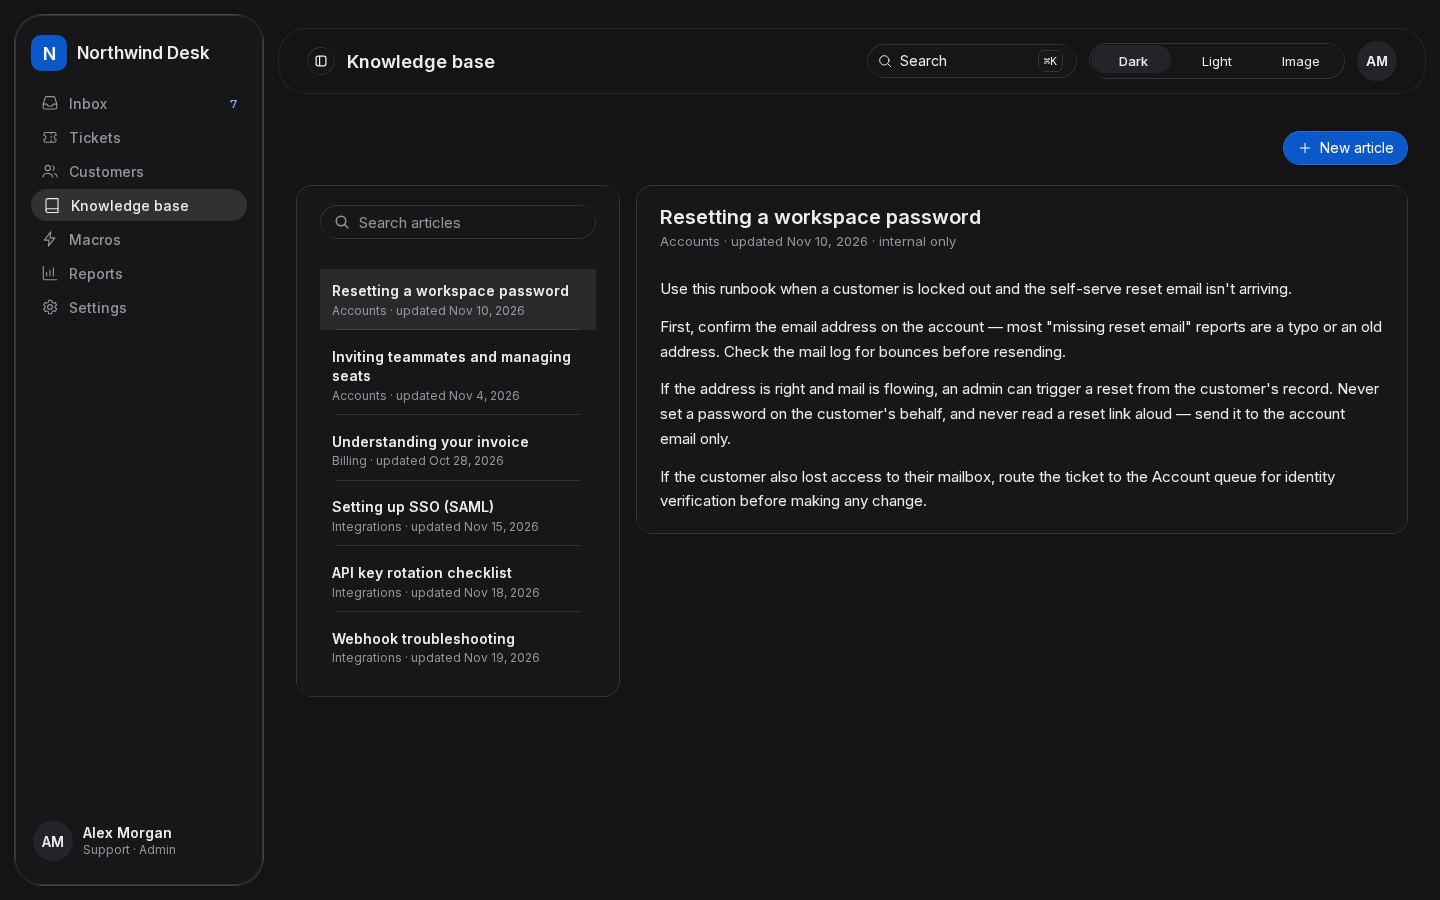 N Northwind Desk
Inbox 7
Tickets
Customers
Knowledge base
Macros
Reports
Settings
AM Alex Morgan
Support · Admin
Knowledge base
Search ⌘K
Dark Light Image
AM
New article
Search articles
Resetting a workspace password
Accounts · updated Nov 10, 2026
Inviting teammates and managing
seats
Accounts · updated Nov 4, 2026
Understanding your invoice
Billing · updated Oct 28, 2026
Setting up SSO (SAML)
Integrations · updated Nov 15, 2026
API key rotation checklist
Integrations · updated Nov 18, 2026
Webhook troubleshooting
Integrations · updated Nov 19, 2026
Resetting a workspace password
Accounts · updated Nov 10, 2026 · internal only
Use this runbook when a customer is locked out and the self-serve reset email isn't arriving.
First, confirm the email address on the account — most "missing reset email" reports are a typo or an old
address. Check the mail log for bounces before resending.
If the address is right and mail is flowing, an admin can trigger a reset from the customer's record. Never
set a password on the customer's behalf, and never read a reset link aloud — send it to the account
email only.
If the customer also lost access to their mailbox, route the ticket to the Account queue for identity
verification before making any change.